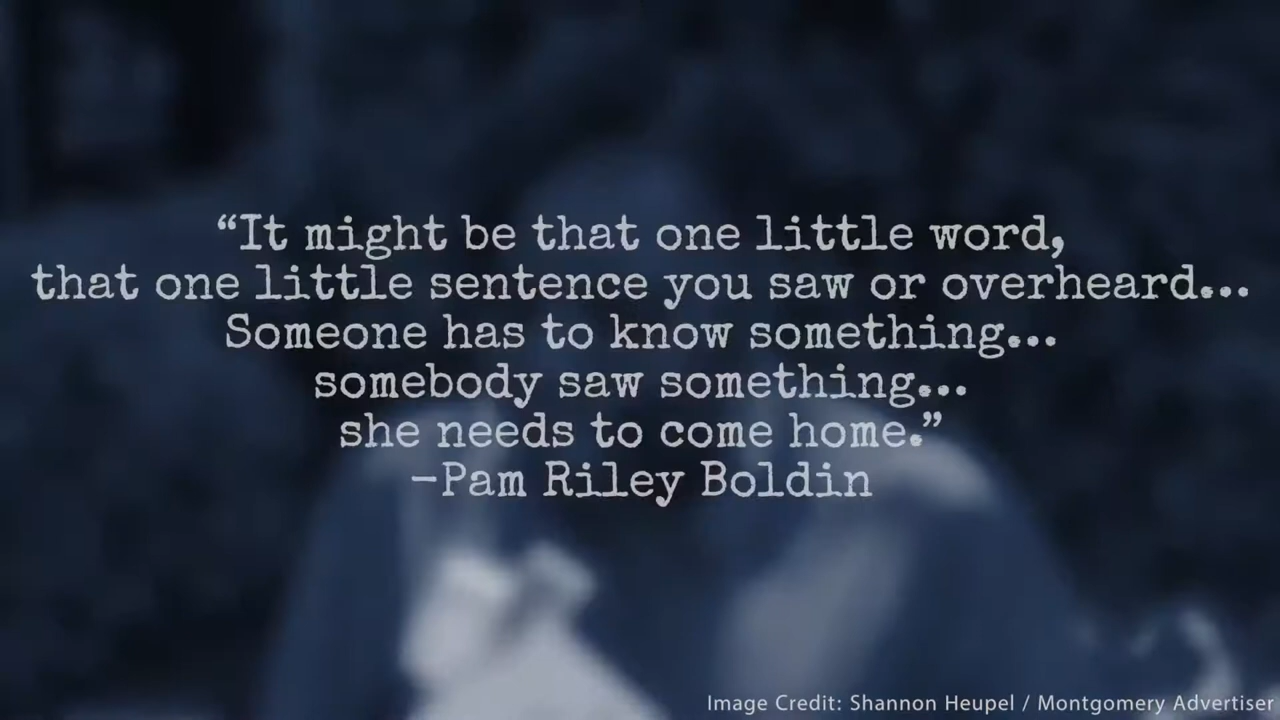 “It might be that one little word,
that one little sentence you saw or overheard...
Someone has to know something...
somebody saw something...
she needs to come home.”
-Pam Riley Boldin
Image Credit: Shannon Heupel / Montgomery Advertiser